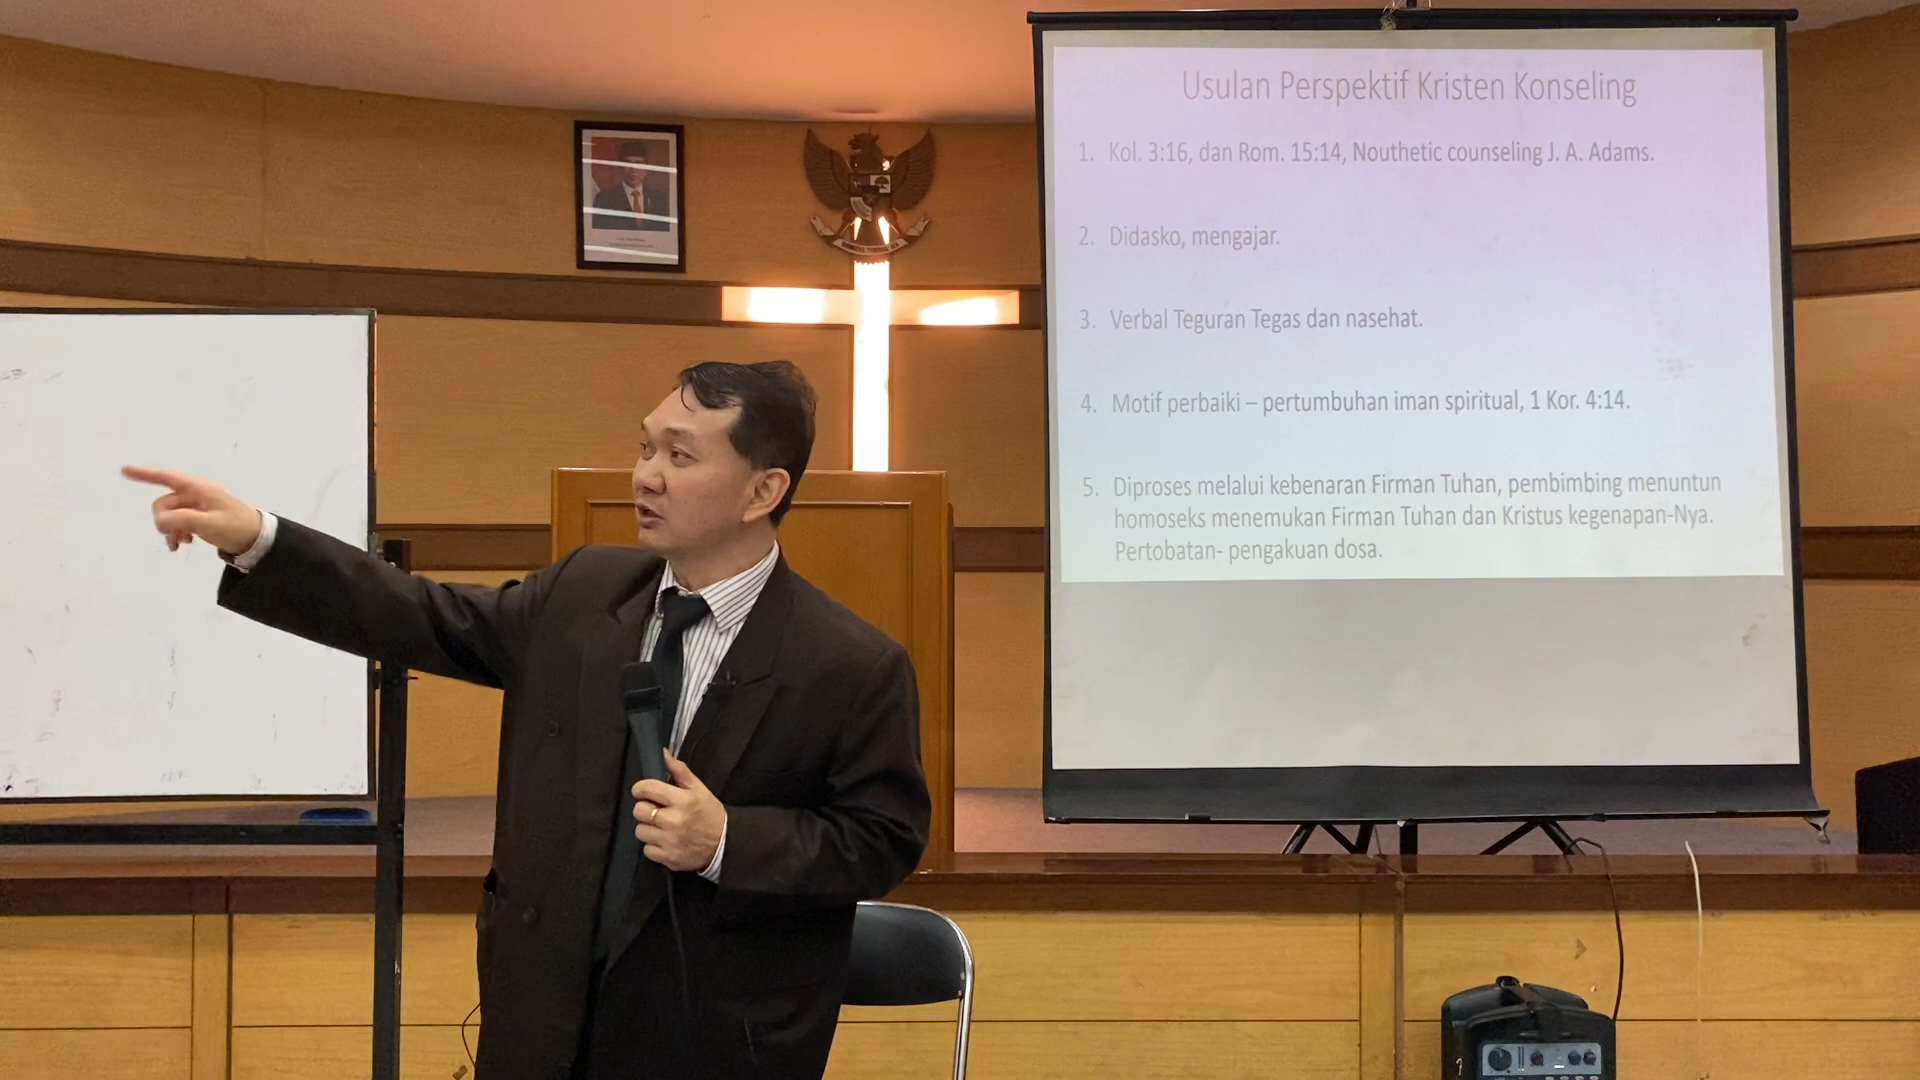 Usulan Perspektif Kristen Konseling
1. Kol. 3:16, dan Rom. 15:14, Nouthetic counseling J. A. Adams.
2. Didasko, mengajar.
3. Verbal Teguran Tegas dan nasehat.
4. Motif perbaiki – pertumbuhan iman spiritual, 1 Kor. 4:14.
5. Diproses melalui kebenaran Firman Tuhan, pembimbing menuntun
homoseks menemukan Firman Tuhan dan Kristus kegenapan-Nya.
Pertobatan- pengakuan dosa.